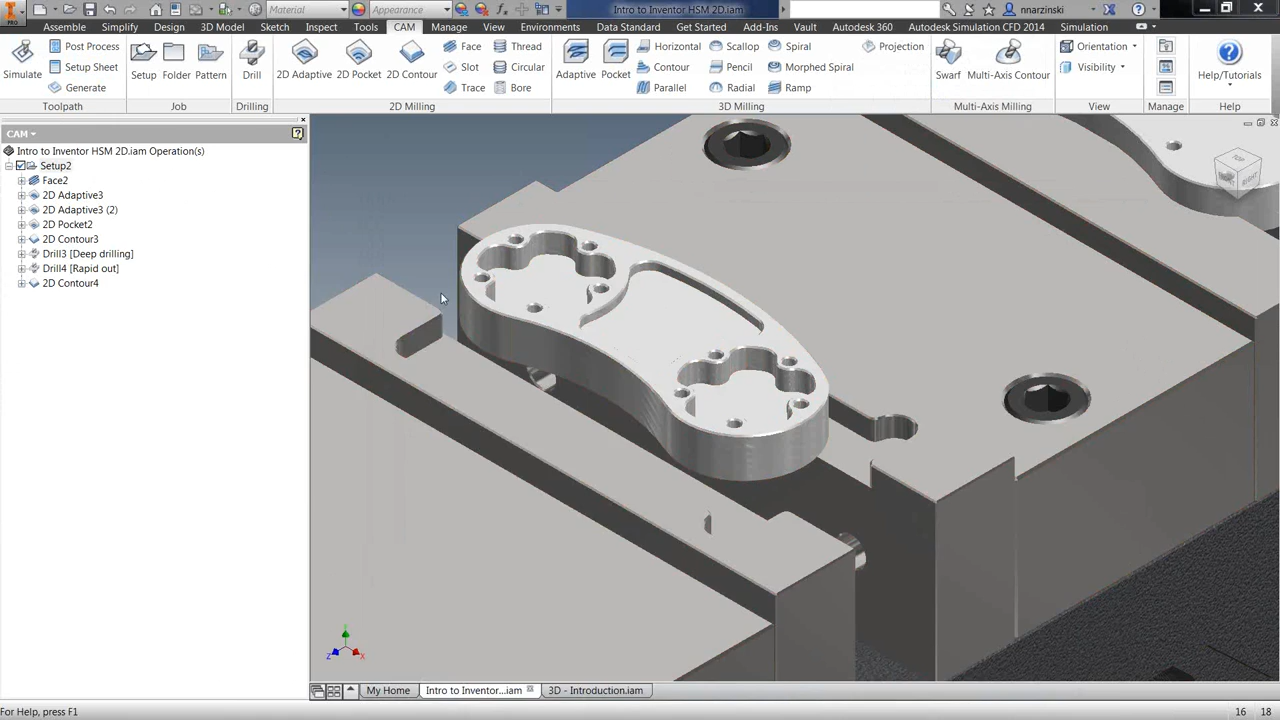 PRO
Material
Appearance
Intro to Inventor HSM 2D.iam
nnarzinski
Assemble Simplify Design 3D Model Sketch Inspect Tools CAM Manage View Environments Data Standard Get Started Add-Ins Vault Autodesk 360 Autodesk Simulation CFD 2014 Simulation
Simulate
Post Process
Setup Sheet
Generate
Toolpath
Setup
Folder
Pattern
Job
Drill
Drilling
2D Adaptive
2D Pocket
2D Contour
Face
Slot
Trace
Thread
Circular
Bore
2D Milling
Adaptive
Pocket
Horizontal
Contour
Parallel
Scallop
Pencil
Radial
Spiral
Morphed Spiral
Ramp
Projection
3D Milling
Swarf
Multi-Axis Contour
Multi-Axis Milling
Orientation
Visibility
View
Manage
Help/Tutorials
Help
CAM
Intro to Inventor HSM 2D.iam Operation(s)
Setup2
Face2
2D Adaptive3
2D Adaptive3 (2)
2D Pocket2
2D Contour3
Drill3 [Deep drilling]
Drill4 [Rapid out]
2D Contour4
RIGHT
Z X
My Home Intro to Inventor...iam 3D - Introduction.iam
For Help, press F1
16 18